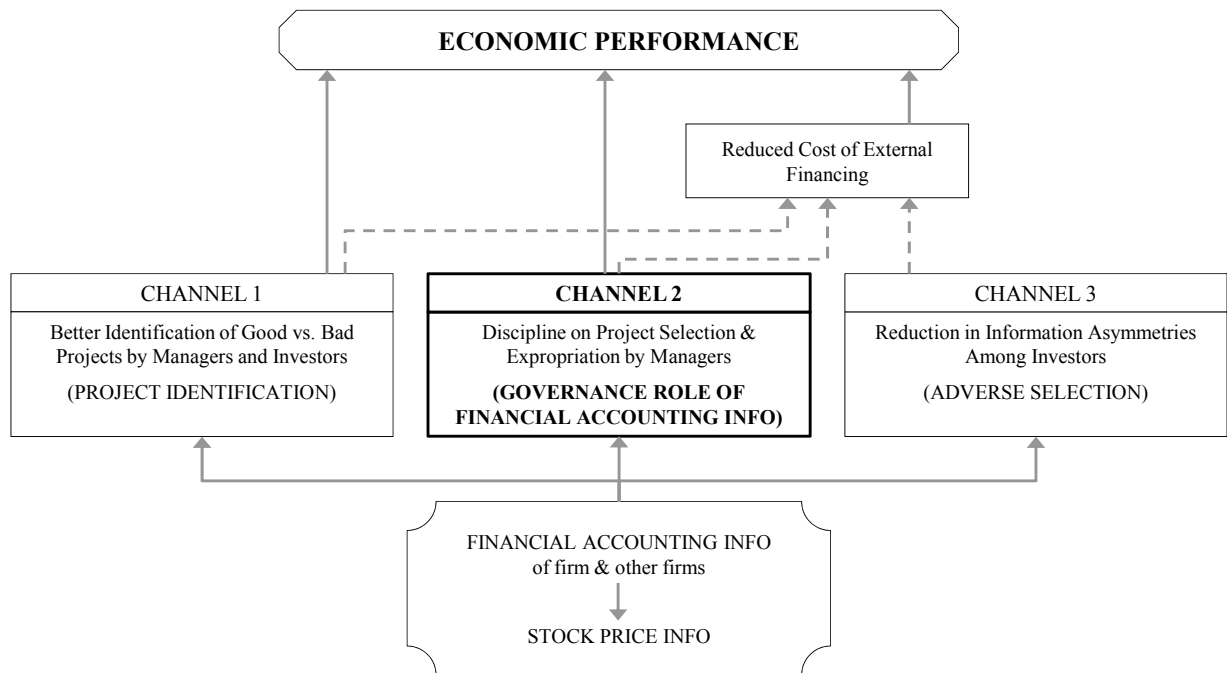 ECONOMIC PERFORMANCE
Reduced Cost of External
Financing
CHANNEL 1
Better Identification of Good vs. Bad
Projects by Managers and Investors
(PROJECT IDENTIFICATION)
CHANNEL 2
Discipline on Project Selection &
Expropriation by Managers
(GOVERNANCE ROLE OF
FINANCIAL ACCOUNTING INFO)
CHANNEL 3
Reduction in Information Asymmetries
Among Investors
(ADVERSE SELECTION)
FINANCIAL ACCOUNTING INFO
of firm & other firms
STOCK PRICE INFO